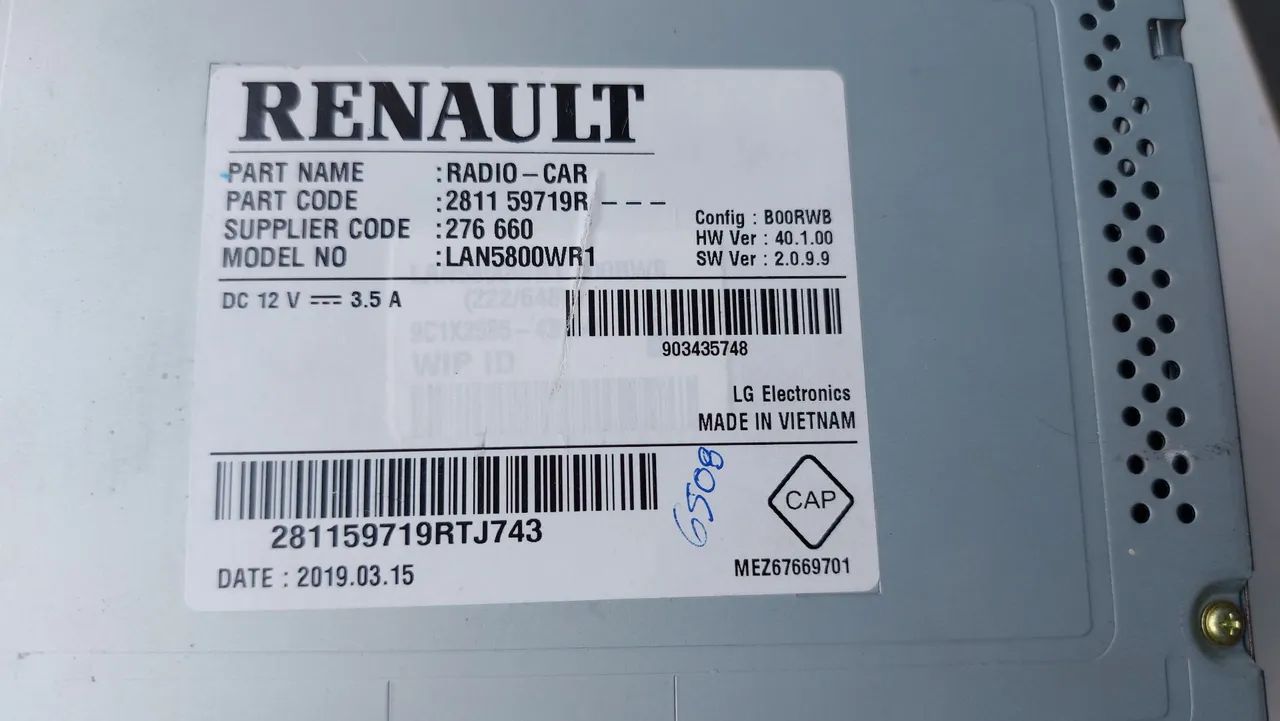 RENAULT
PART NAME : RADIO-CAR
PART CODE : 2811 59719R ---
SUPPLIER CODE : 276 660
MODEL NO : LAN5800WR1
Config : B00RWB
HW Ver : 40.1.00
SW Ver : 2.0.9.9
DC 12 V ⎓ 3.5 A
903435748
WIP ID
LG Electronics
MADE IN VIETNAM
281159719RTJ743
DATE : 2019.03.15
6508
CAP
MEZ67669701